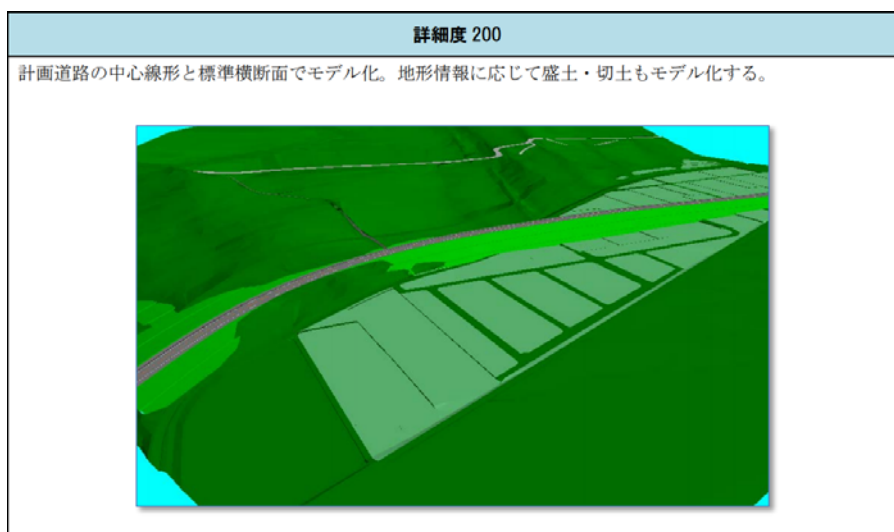 詳細度 200
計画道路の中心線形と標準横断面でモデル化。地形情報に応じて盛土・切土もモデル化する。